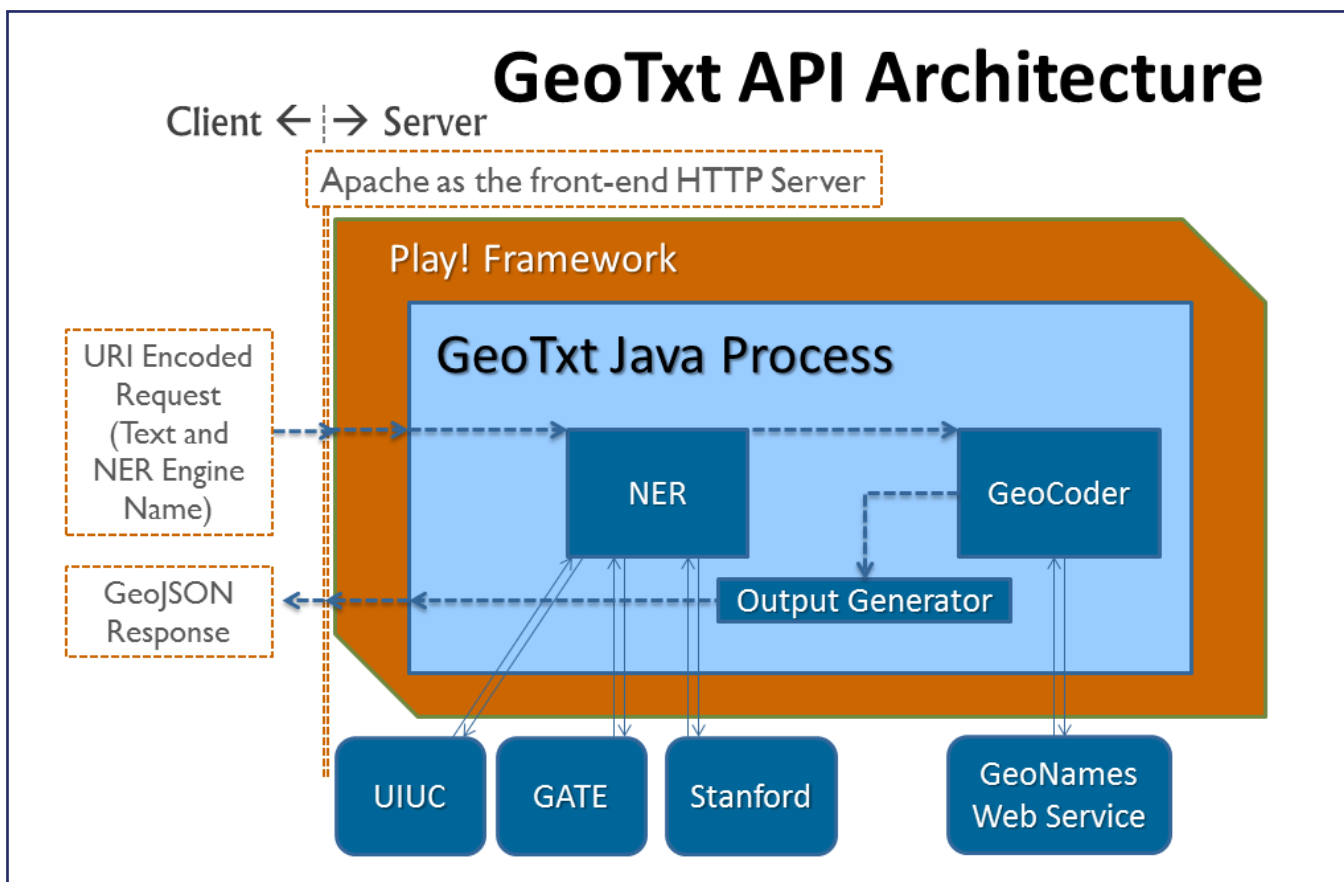 GeoTxt API Architecture
Client ← ¦ → Server
Apache as the front-end HTTP Server
Play! Framework
GeoTxt Java Process
URI Encoded
Request
(Text and
NER Engine
Name)
NER
GeoCoder
GeoJSON
Response
Output Generator
UIUC
GATE
Stanford
GeoNames
Web Service